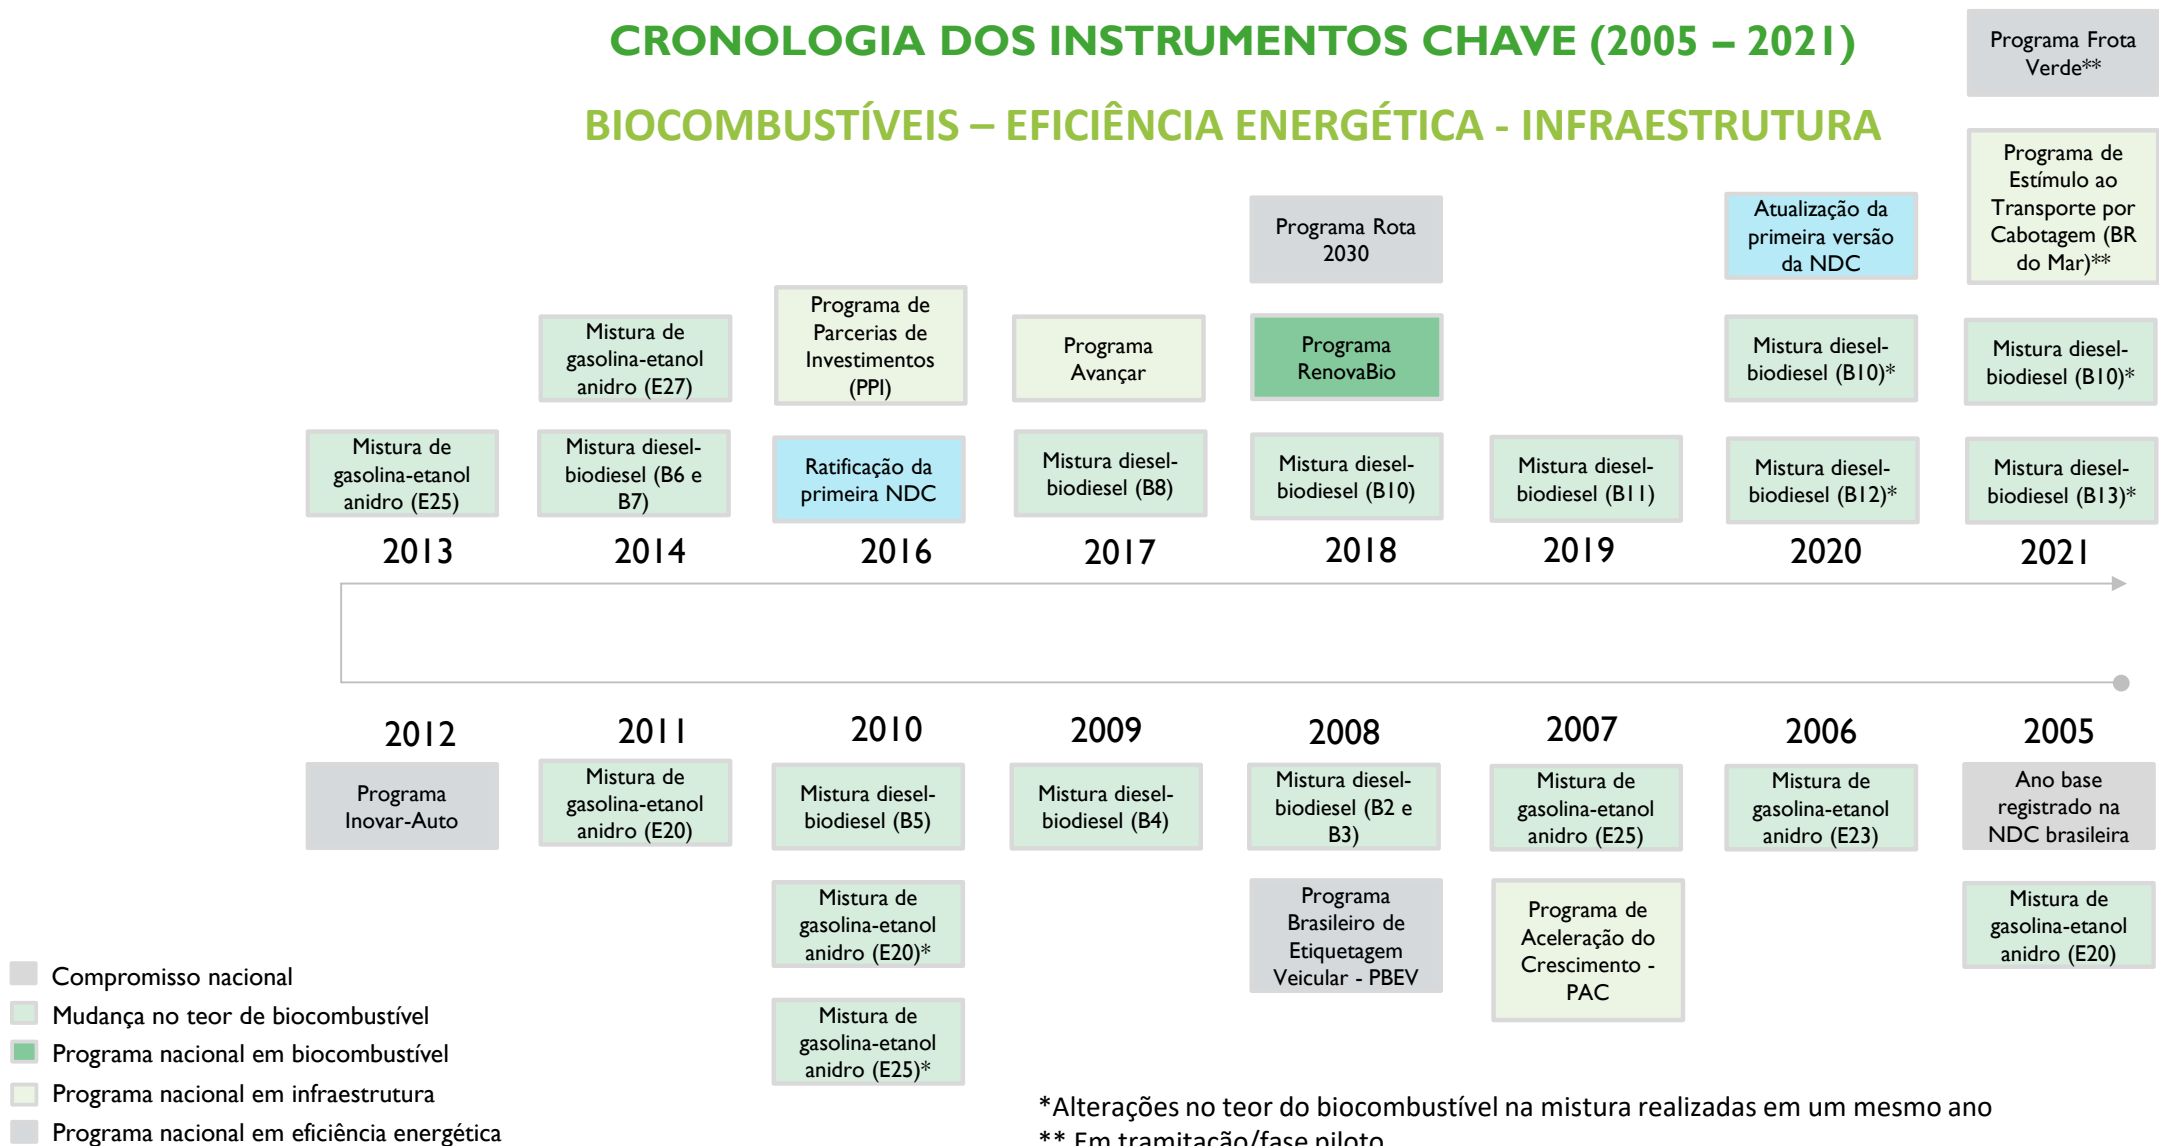 CRONOLOGIA DOS INSTRUMENTOS CHAVE (2005 – 2021)
BIOCOMBUSTÍVEIS – EFICIÊNCIA ENERGÉTICA - INFRAESTRUTURA
Programa Frota
Verde**
Programa de
Estímulo ao
Transporte por
Cabotagem (BR
do Mar)**
Programa Rota
2030
Atualização da
primeira versão
da NDC
Mistura de
gasolina-etanol
anidro (E27)
Programa de
Parcerias de
Investimentos
(PPI)
Programa
Avançar
Programa
RenovaBio
Mistura diesel-
biodiesel (B10)*
Mistura diesel-
biodiesel (B10)*
Mistura de
gasolina-etanol
anidro (E25)
Mistura diesel-
biodiesel (B6 e
B7)
Ratificação da
primeira NDC
Mistura diesel-
biodiesel (B8)
Mistura diesel-
biodiesel (B10)
Mistura diesel-
biodiesel (B11)
Mistura diesel-
biodiesel (B12)*
Mistura diesel-
biodiesel (B13)*
2013
2014
2016
2017
2018
2019
2020
2021
2012
2011
2010
2009
2008
2007
2006
2005
Programa
Inovar-Auto
Mistura de
gasolina-etanol
anidro (E20)
Mistura diesel-
biodiesel (B5)
Mistura diesel-
biodiesel (B4)
Mistura diesel-
biodiesel (B2 e
B3)
Mistura de
gasolina-etanol
anidro (E25)
Mistura de
gasolina-etanol
anidro (E23)
Ano base
registrado na
NDC brasileira
Mistura de
gasolina-etanol
anidro (E20)*
Programa
Brasileiro de
Etiquetagem
Veicular - PBEV
Programa de
Aceleração do
Crescimento -
PAC
Mistura de
gasolina-etanol
anidro (E20)
Mistura de
gasolina-etanol
anidro (E25)*
Compromisso nacional
Mudança no teor de biocombustível
Programa nacional em biocombustível
Programa nacional em infraestrutura
Programa nacional em eficiência energética
*Alterações no teor do biocombustível na mistura realizadas em um mesmo ano
** Em tramitação/fase piloto